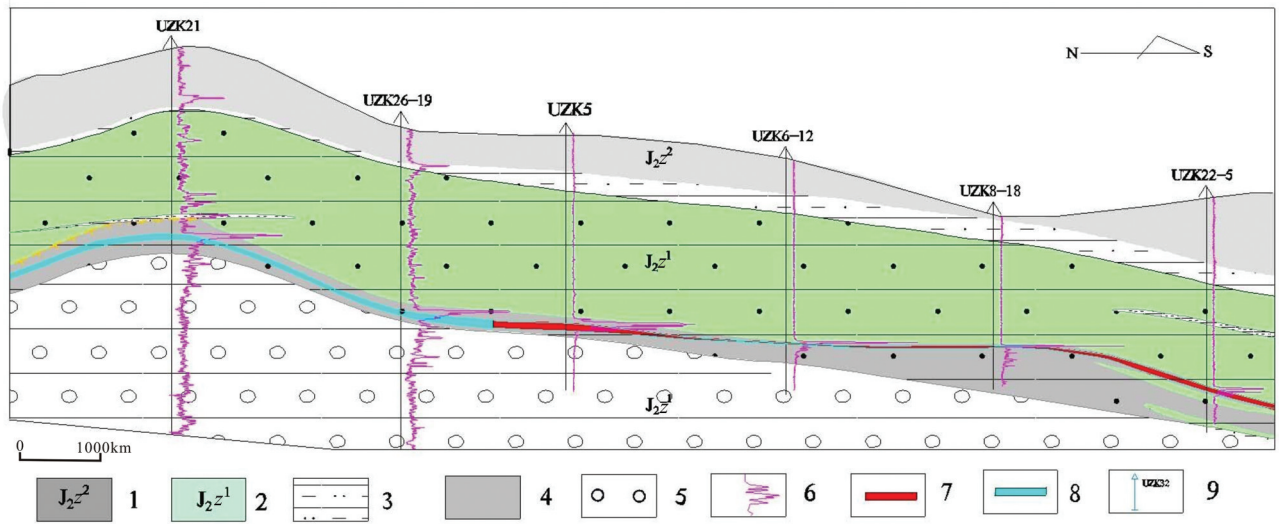 UZK21
UZK26-19
UZK5
UZK6-12
UZK8-18
UZK22-5
N S
J₂z²
J₂z¹
J₂z¹
0 1000km
J₂z² 1 J₂z¹ 2 3 4 5 6 7 8 UZK32 9